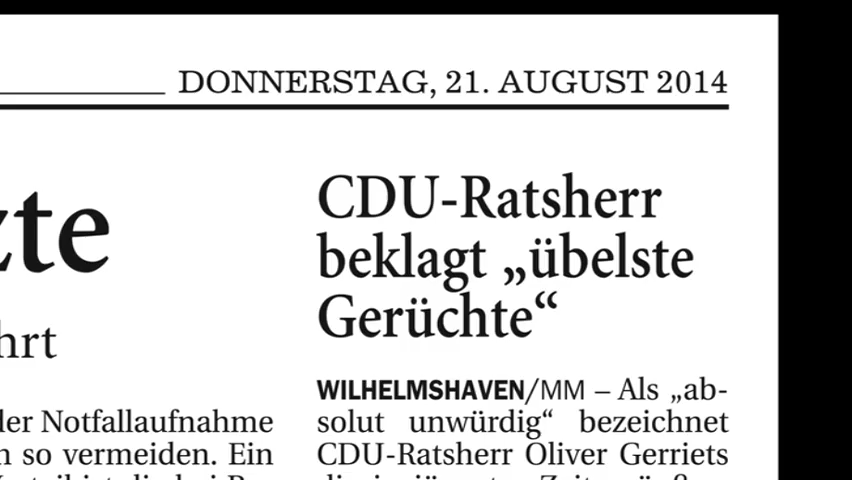 DONNERSTAG, 21. AUGUST 2014
zte
hrt
ler Notfallaufnahme
n so vermeiden. Ein
CDU-Ratsherr
beklagt „übelste
Gerüchte“
WILHELMSHAVEN/MM – Als „ab-
solut unwürdig“ bezeichnet
CDU-Ratsherr Oliver Gerriets